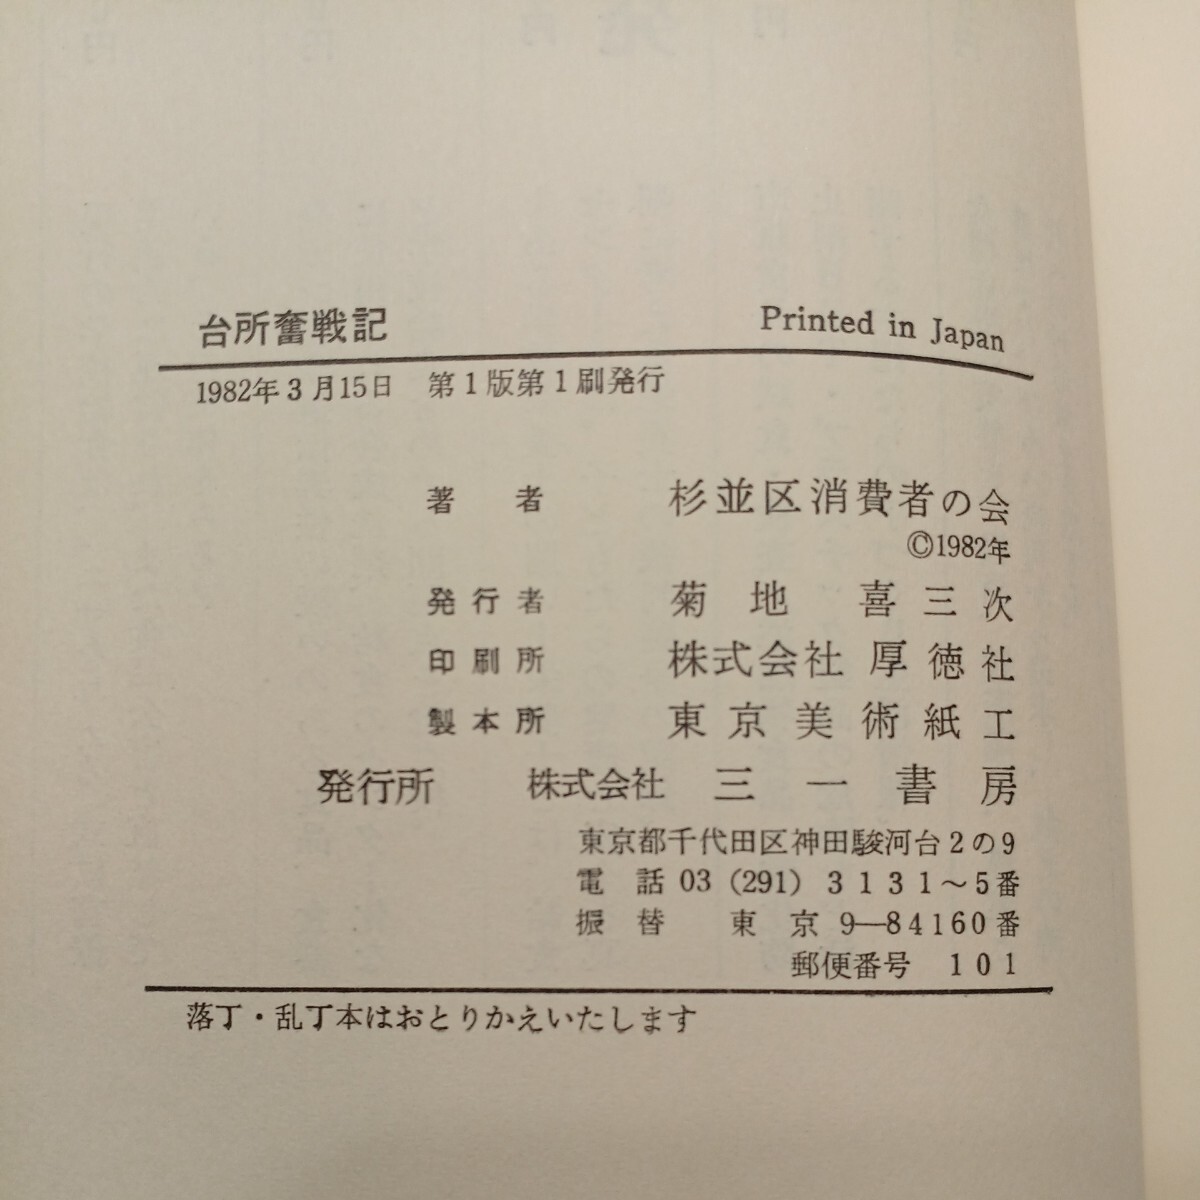 台所奮戦記 Printed in Japan
1982年3月15日 第1版第1刷発行
著者 杉並区消費者の会
©1982年
発行者 菊地喜三次
印刷所 株式会社 厚徳社
製本所 東京美術紙工
発行所 株式会社 三一書房
東京都千代田区神田駿河台2の9
電話 03 (291) 3131〜5番
振替 東京 9—84160番
郵便番号 101
落丁・乱丁本はおとりかえいたします